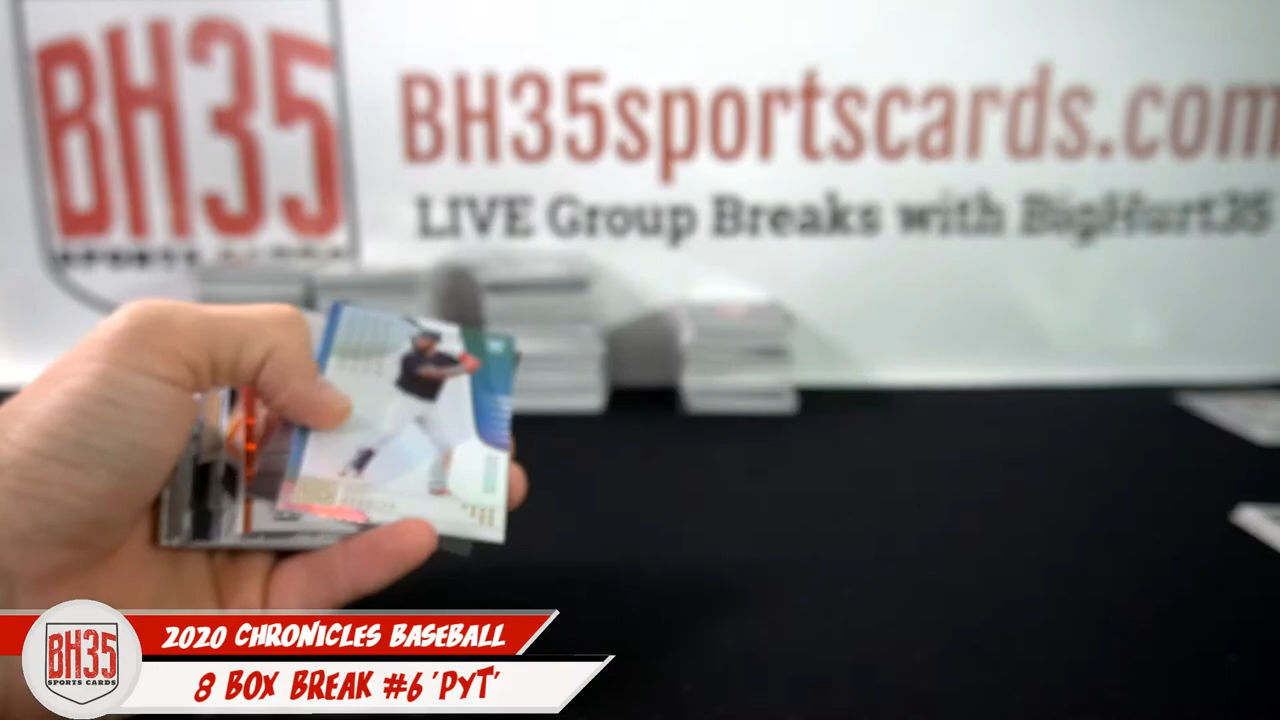 BH35
SPORTS CARDS
BH35sportscards.com
LIVE Group Breaks with BigHurt35
2020 CHRONICLES BASEBALL
8 BOX BREAK #6 'PYT'
BH35
SPORTS CARDS